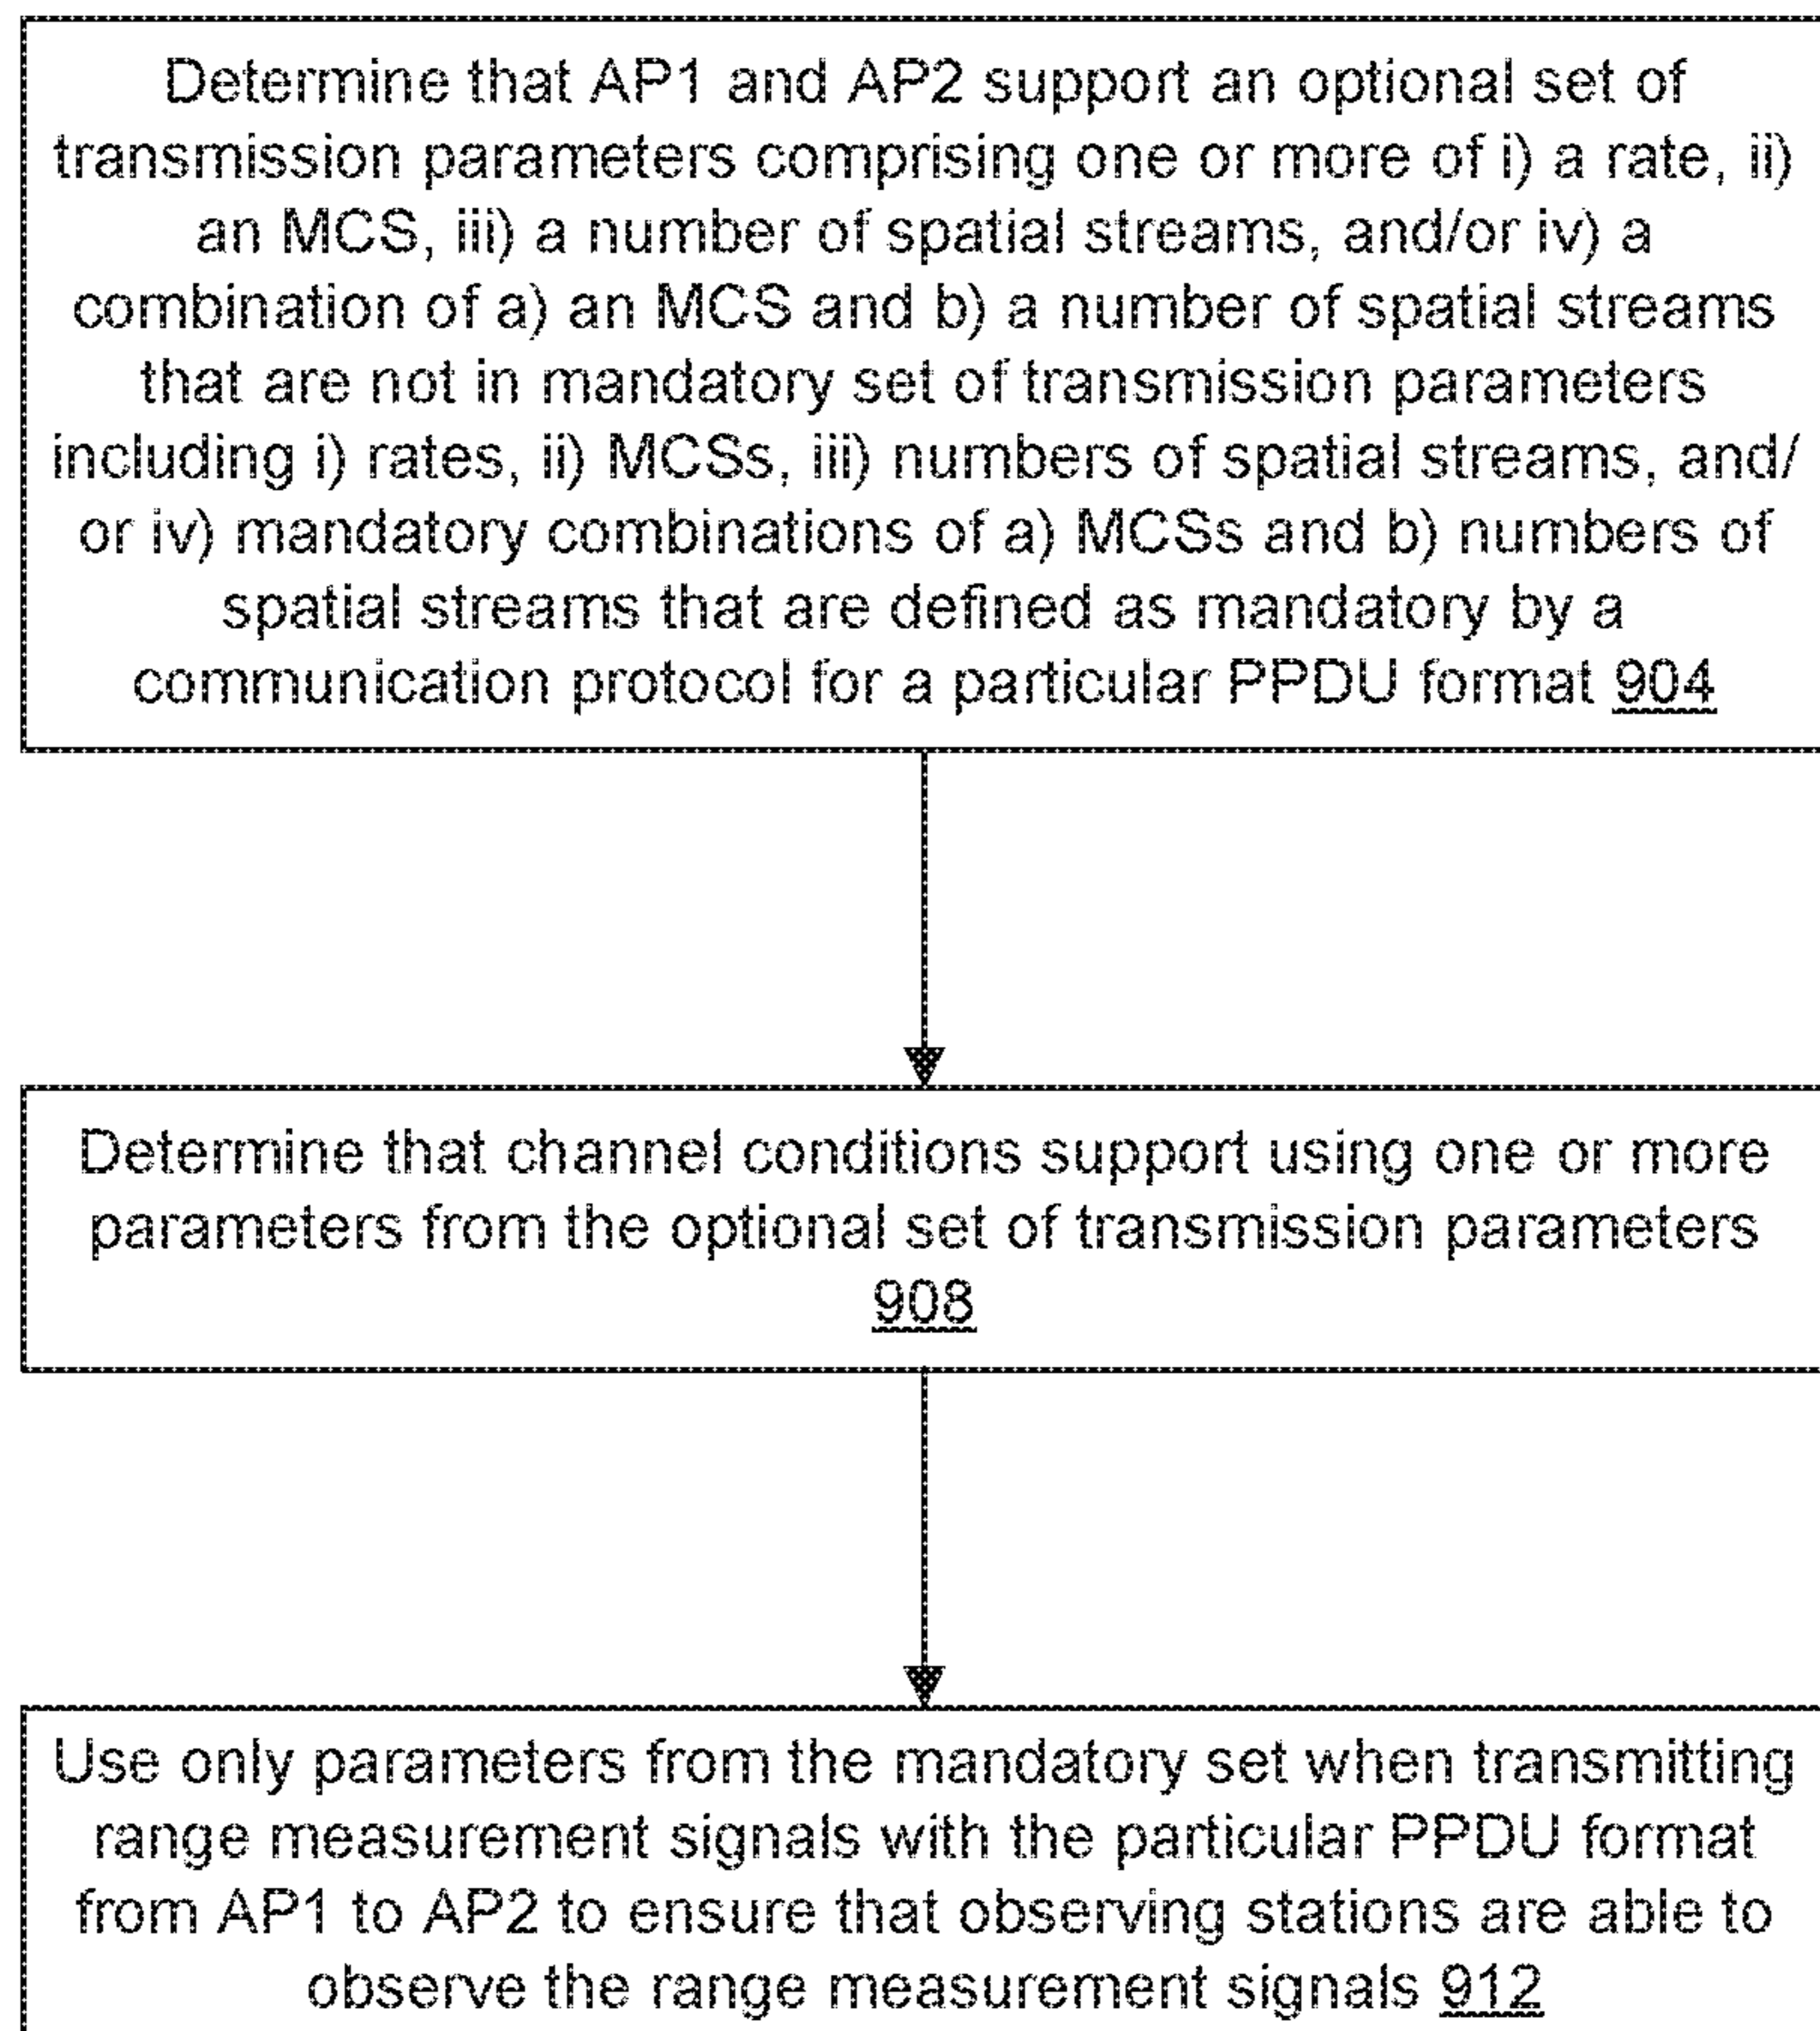 Determine that AP1 and AP2 support an optional set of
transmission parameters comprising one or more of i) a rate, ii)
an MCS, iii) a number of spatial streams, and/or iv) a
combination of a) an MCS and b) a number of spatial streams
that are not in mandatory set of transmission parameters
including i) rates, ii) MCSs, iii) numbers of spatial streams, and/
or iv) mandatory combinations of a) MCSs and b) numbers of
spatial streams that are defined as mandatory by a
communication protocol for a particular PPDU format 904
Determine that channel conditions support using one or more
parameters from the optional set of transmission parameters
908
Use only parameters from the mandatory set when transmitting
range measurement signals with the particular PPDU format
from AP1 to AP2 to ensure that observing stations are able to
observe the range measurement signals 912